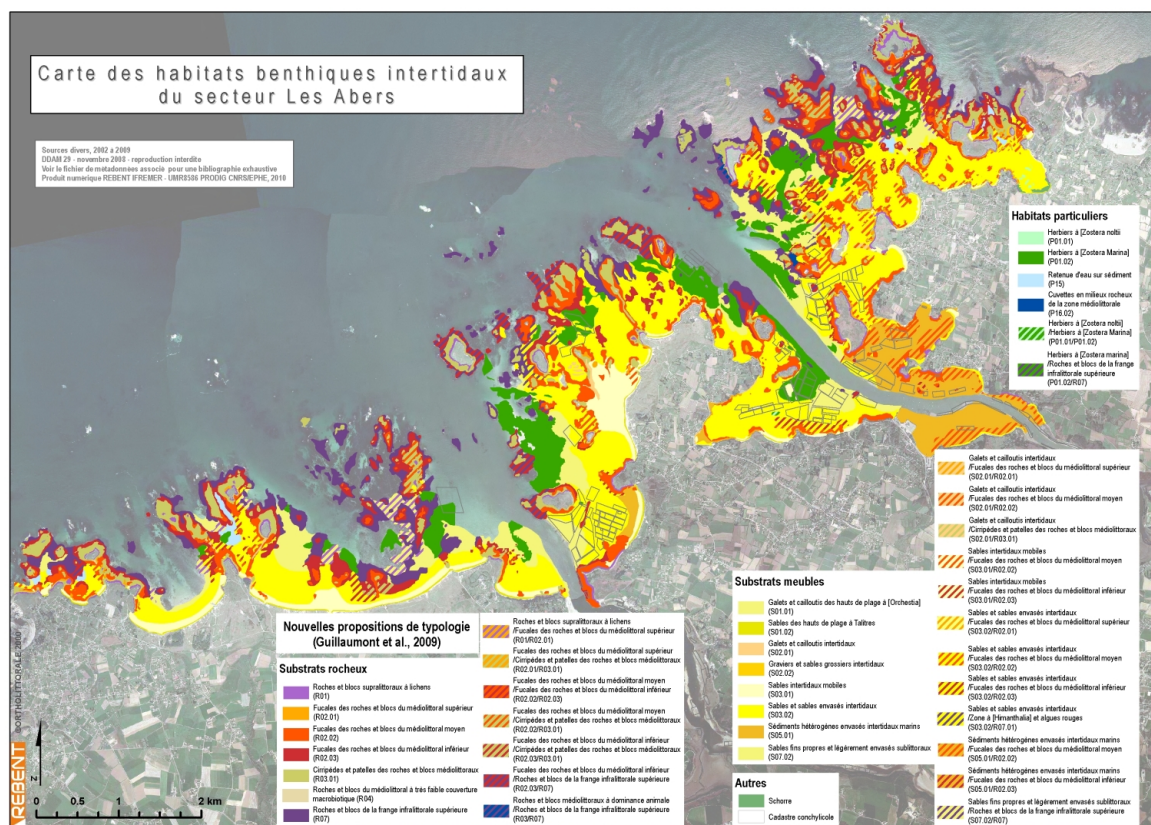 Carte des habitats benthiques intertidaux
du secteur Les Abers
Sources divers, 2002 à 2009
DDAM 29 - novembre 2008 - reproduction interdite
Voir le fichier de metadonnées associé pour une bibliographie exhaustive
Produit numérique REBENT IFREMER - UMR8586 PRODIG CNRS/EPHE, 2010
Habitats particuliers
Herbiers à [Zostera noltii
(P01.01)
Herbiers à [Zostera Marina]
(P01.02)
Retenue d'eau sur sédiment
(P15)
Cuvettes en milieux rocheux
de la zone médiolittorale
(P16.02)
Herbiers à [Zostera noltii]
/Herbiers à [Zostera Marina]
(P01.01/P01.02)
Herbiers à [Zostera marina]
/Roches et blocs de la frange
infralittorale supérieure
(P01.02/R07)
Galets et cailloutis intertidaux
/Fucales des roches et blocs du médiolittoral supérieur
(S02.01/R02.01)
Galets et cailloutis intertidaux
/Fucales des roches et blocs du médiolittoral moyen
(S02.01/R02.02)
Galets et cailloutis intertidaux
/Cirripèdes et patelles des roches et blocs médiolittoraux
(S02.01/R03.01)
Sables intertidaux mobiles
/Fucales des roches et blocs du médiolittoral moyen
(S03.01/R02.02)
Sables intertidaux mobiles
/Fucales des roches et blocs du médiolittoral inférieur
(S03.01/R02.03)
Sables et sables envasés intertidaux
/Fucales des roches et blocs du médiolittoral supérieur
(S03.02/R02.01)
Sables et sables envasés intertidaux
/Fucales des roches et blocs du médiolittoral moyen
(S03.02/R02.02)
Sables et sables envasés intertidaux
/Fucales des roches et blocs du médiolittoral inférieur
(S03.02/R02.03)
Sables et sables envasés intertidaux
/Zone à [Himanthalia] et algues rouges
(S03.02/R07.01)
Sédiments hétérogènes envasés intertidaux marins
/Fucales des roches et blocs du médiolittoral moyen
(S05.01/R02.02)
Sédiments hétérogènes envasés intertidaux marins
/Fucales des roches et blocs du médiolittoral inférieur
(S05.01/R02.03)
Sables fins propres et légèrement envasés sublittoraux
/Roches et blocs de la frange infralittorale supérieure
(S07.02/R07)
Substrats meubles
Galets et cailloutis des hauts de plage à [Orchestia]
(S01.01)
Sables des hauts de plage à Talitres
(S01.02)
Galets et cailloutis intertidaux
(S02.01)
Graviers et sables grossiers intertidaux
(S02.02)
Sables intertidaux mobiles
(S03.01)
Sables et sables envasés intertidaux
(S03.02)
Sédiments hétérogènes envasés intertidaux marins
(S05.01)
Sables fins propres et légèrement envasés sublittoraux
(S07.02)
Autres
Schorre
Cadastre conchylicole
Nouvelles propositions de typologie
(Guillaumont et al., 2009)
Substrats rocheux
Roches et blocs supralittoraux à lichens
(R01)
Fucales des roches et blocs du médiolittoral supérieur
(R02.01)
Fucales des roches et blocs du médiolittoral moyen
(R02.02)
Fucales des roches et blocs du médiolittoral inférieur
(R02.03)
Cirripèdes et patelles des roches et blocs médiolittoraux
(R03.01)
Roches et blocs du médiolittoral à très faible couverture
macrobiotique (R04)
Roches et blocs de la frange infralittorale supérieure
(R07)
Roches et blocs supralittoraux à lichens
/Fucales des roches et blocs du médiolittoral supérieur
(R01/R02.01)
Fucales des roches et blocs du médiolittoral supérieur
/Cirripèdes et patelles des roches et blocs médiolittoraux
(R02.01/R03.01)
Fucales des roches et blocs du médiolittoral moyen
/Fucales des roches et blocs du médiolittoral inférieur
(R02.02/R02.03)
Fucales des roches et blocs du médiolittoral moyen
/Cirripèdes et patelles des roches et blocs médiolittoraux
(R02.02/R03.01)
Fucales des roches et blocs du médiolittoral inférieur
/Cirripèdes et patelles des roches et blocs médiolittoraux
(R02.03/R03.01)
Fucales des roches et blocs du médiolittoral inférieur
/Roches et blocs de la frange infralittorale supérieure
(R02.03/R07)
Roches et blocs médiolittoraux à dominance animale
/Roches et blocs de la frange infralittorale supérieure
(R03/R07)
N
0 0.5 1 2 km
REBENT
©ORTHOLITTORALE 2000